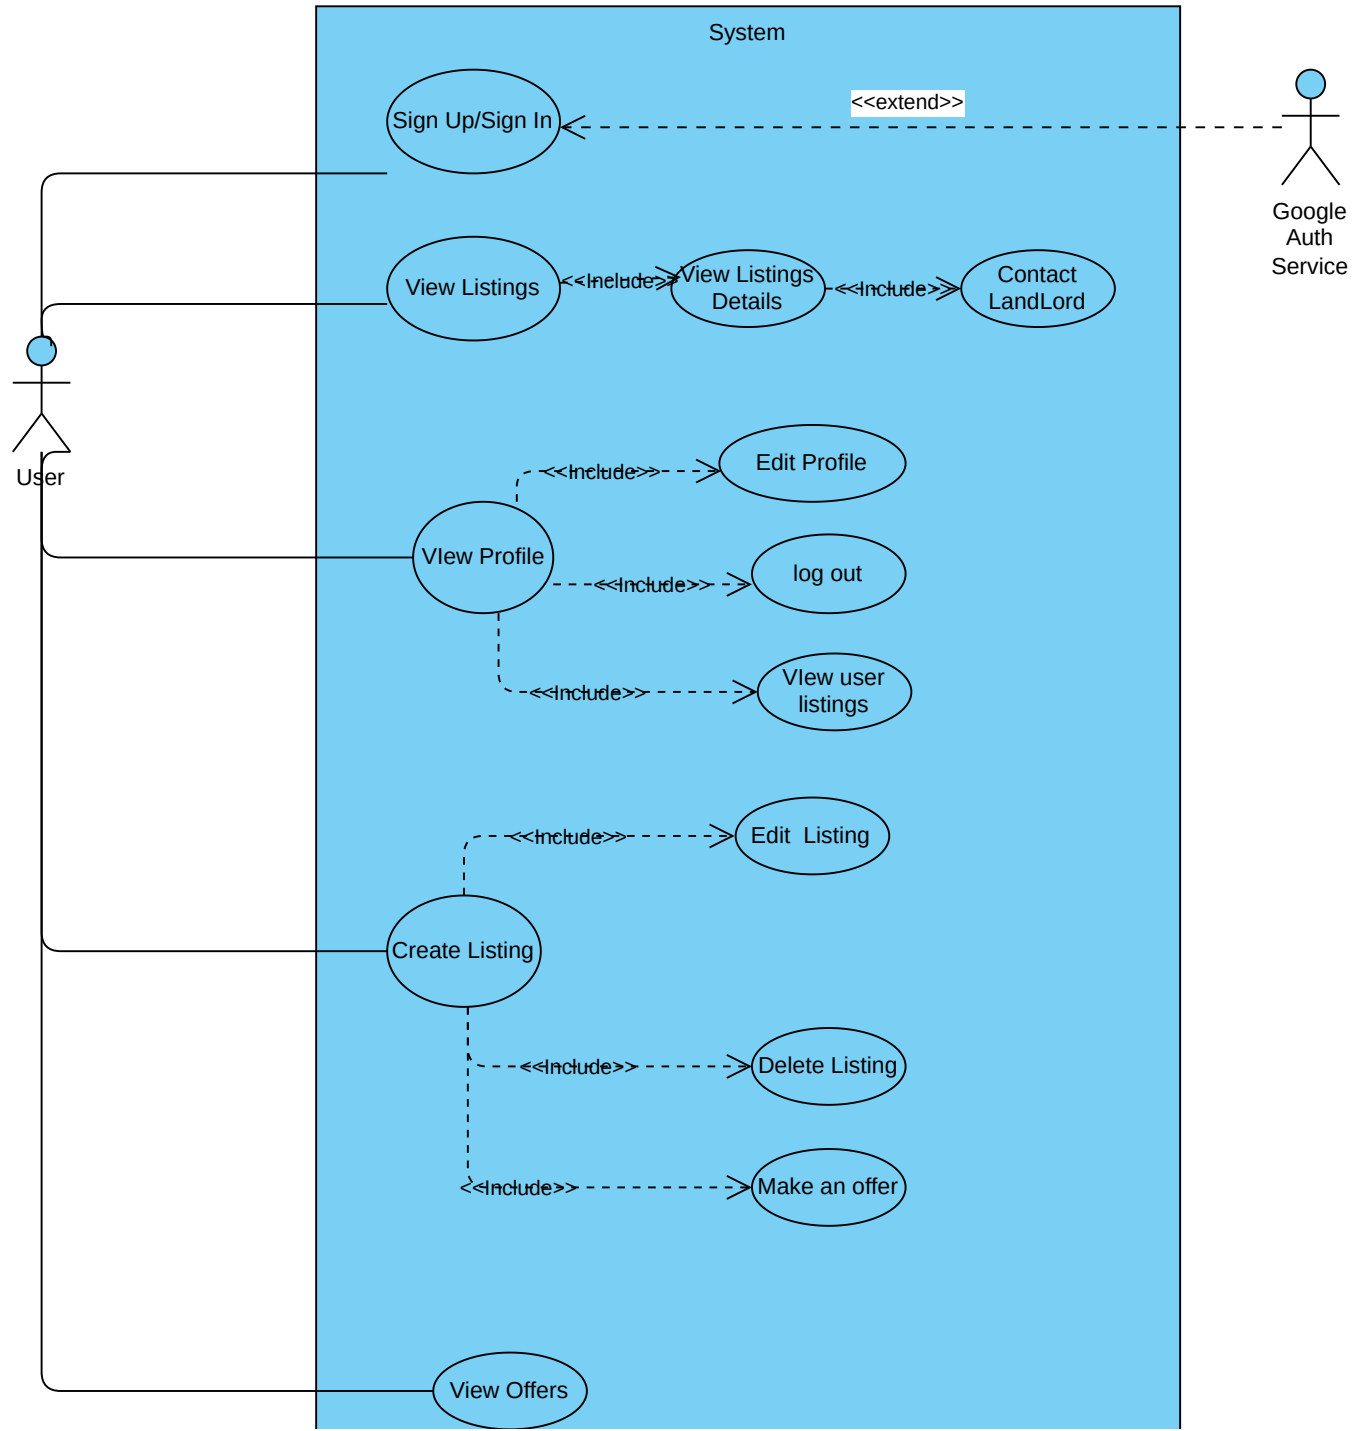 System
Sign Up/Sign In
<<extend>>
Google
Auth
Service
View Listings
<<Include>>
View Listings
Details
<<Include>>
Contact
LandLord
User
<<Include>>
Edit Profile
VIew Profile
<<Include>>
log out
<<Include>>
VIew user
listings
<<Include>>
Edit  Listing
Create Listing
<<Include>>
Delete Listing
<<Include>>
Make an offer
View Offers